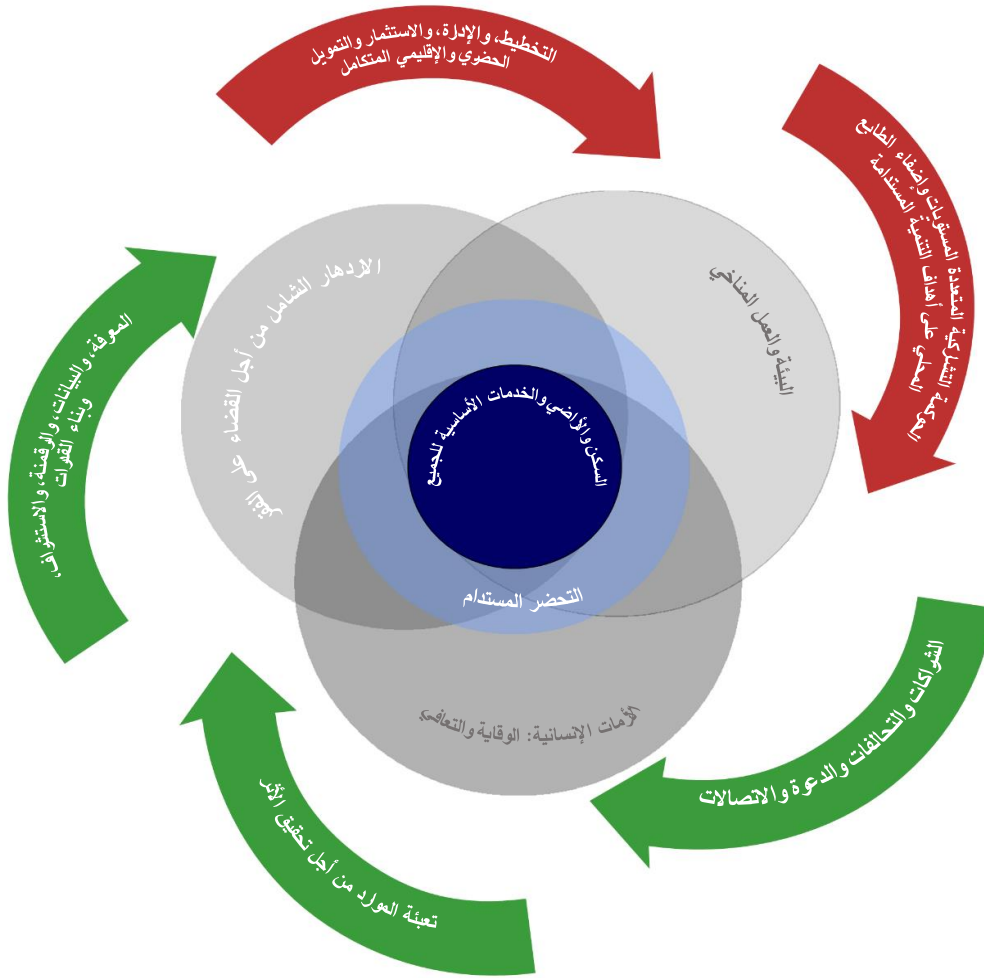 التخطيط، والإدارة، والاستثمار والتمويل
الحضوي والإقليمي المتكامل
الحوكمة التشاركية المتعددة المستويات وإضفاء الطابع
المحلي على أهداف التنمية المستدامة
الازدهار الشامل من أجل القضاء على الفقر
البيئة والعمل المناخي
السكن والأراضي والخدمات الأساسية للجميع
التحضر المستدام
الأزمات الإنسانية: الوقاية والتعافي
المعرفة، والبيانات، والرقمنة، والاستشراف،
وبناء القدرات
الشراكات والتحالفات والدعوة والاتصالات
تعبئة الموارد من أجل تحقيق الأثر